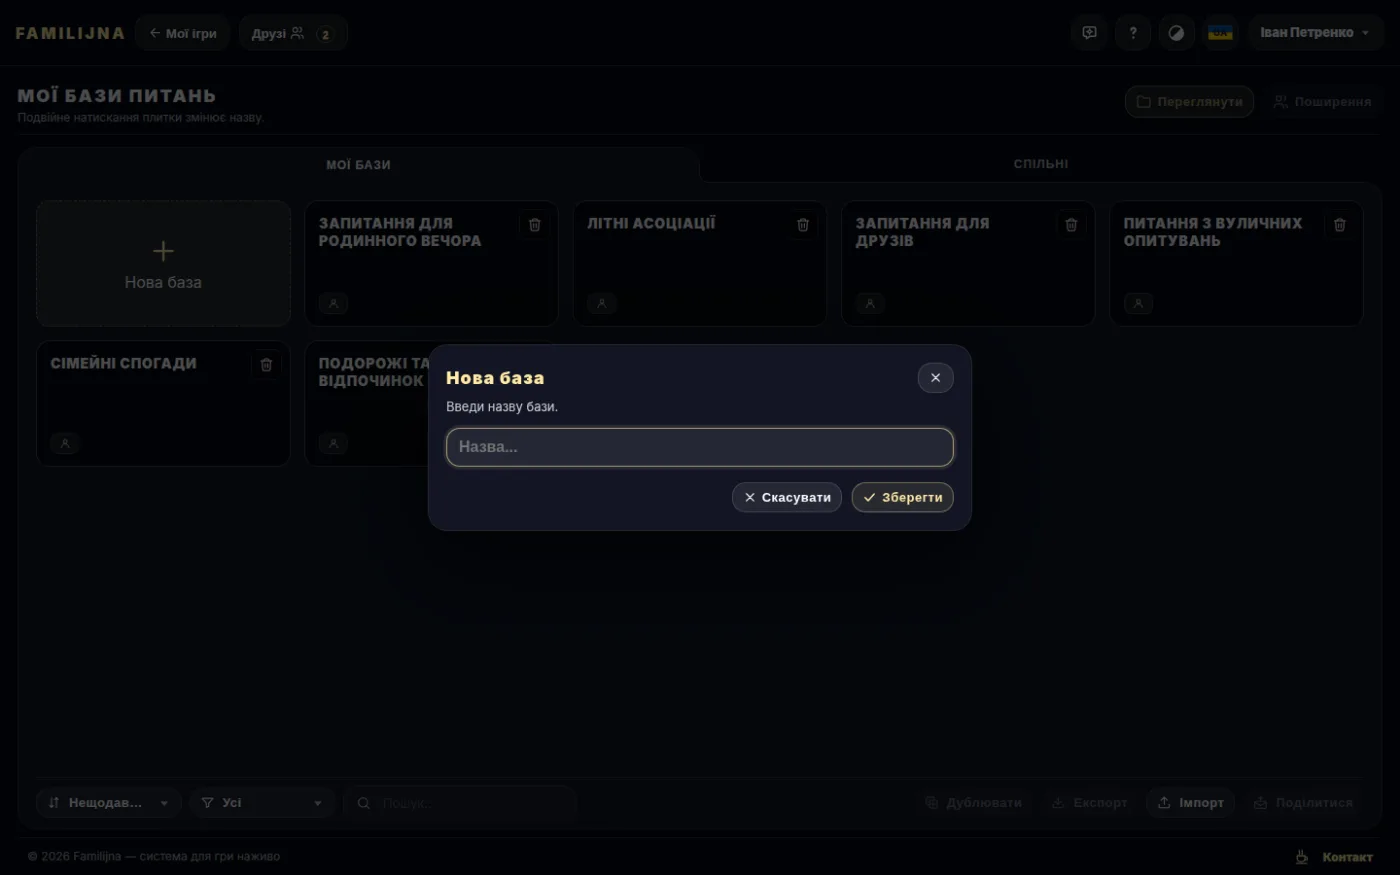 FAMILIJNA
Мої ігри
Друзі 2
?
Іван Петренко
МОЇ БАЗИ ПИТАНЬ
Подвійне натискання плитки змінює назву.
Переглянути
Поширення
МОЇ БАЗИ
СПІЛЬНІ
Нова база
ЗАПИТАННЯ ДЛЯ
РОДИННОГО ВЕЧОРА
ЛІТНІ АСОЦІАЦІЇ
ЗАПИТАННЯ ДЛЯ
ДРУЗІВ
ПИТАННЯ З ВУЛИЧНИХ
ОПИТУВАНЬ
СІМЕЙНІ СПОГАДИ
ПОДОРОЖІ ТА
ВІДПОЧИНОК
Нова база
Введи назву бази.
Назва...
Скасувати
Зберегти
Нещодав...
Усі
Пошук...
Дублювати
Експорт
Імпорт
Поділитися
© 2026 Familijna — система для гри наживо
Контакт